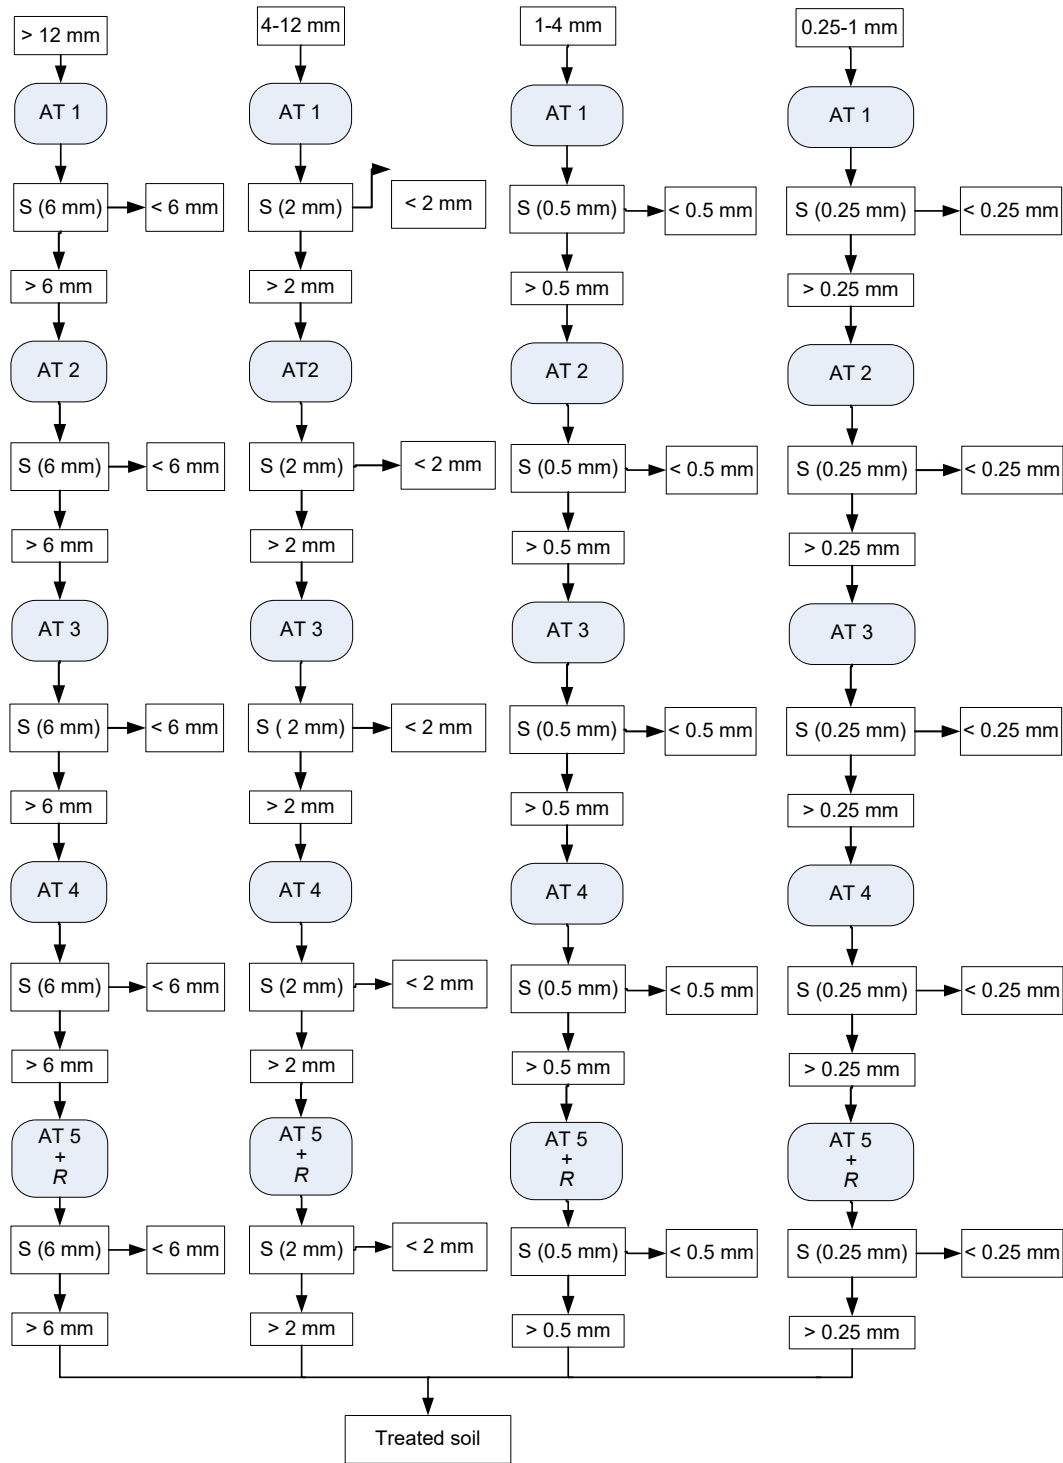 > 12 mm
4-12 mm
1-4 mm
0.25-1 mm
AT 1
AT 1
AT 1
AT 1
S (6 mm)
< 6 mm
S (2 mm)
< 2 mm
S (0.5 mm)
< 0.5 mm
S (0.25 mm)
< 0.25 mm
> 6 mm
> 2 mm
> 0.5 mm
> 0.25 mm
AT 2
AT2
AT 2
AT 2
S (6 mm)
< 6 mm
S (2 mm)
< 2 mm
S (0.5 mm)
< 0.5 mm
S (0.25 mm)
< 0.25 mm
> 6 mm
> 2 mm
> 0.5 mm
> 0.25 mm
AT 3
AT 3
AT 3
AT 3
S (6 mm)
< 6 mm
S ( 2 mm)
< 2 mm
S (0.5 mm)
< 0.5 mm
S (0.25 mm)
< 0.25 mm
> 6 mm
> 2 mm
> 0.5 mm
> 0.25 mm
AT 4
AT 4
AT 4
AT 4
S (6 mm)
< 6 mm
S (2 mm)
< 2 mm
S (0.5 mm)
< 0.5 mm
S (0.25 mm)
< 0.25 mm
> 6 mm
> 2 mm
> 0.5 mm
> 0.25 mm
AT 5
+
R
AT 5
+
R
AT 5
+
R
AT 5
+
R
S (6 mm)
< 6 mm
S (2 mm)
< 2 mm
S (0.5 mm)
< 0.5 mm
S (0.25 mm)
< 0.25 mm
> 6 mm
> 2 mm
> 0.5 mm
> 0.25 mm
Treated soil